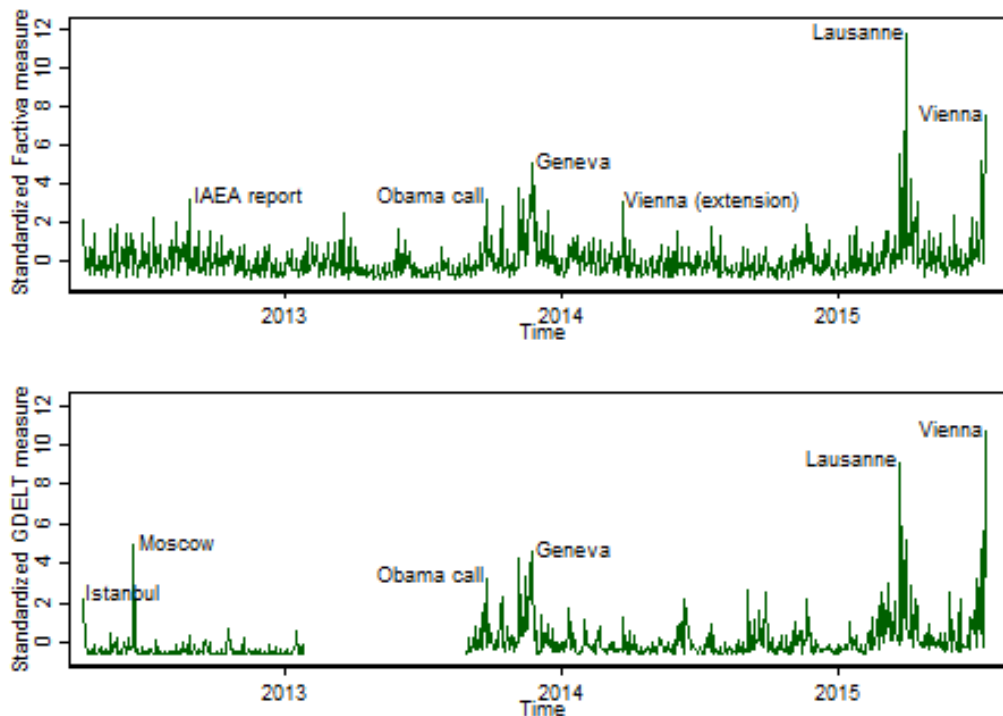 Standardized Factiva measure
12
10
8
6
4
2
0
Lausanne
Vienna
Geneva
IAEA report
Obama call
Vienna (extension)
2013
2014
2015
Time
Standardized GDELT measure
12
10
8
6
4
2
0
Vienna
Lausanne
Moscow
Geneva
Obama call
Istanbul
2013
2014
2015
Time